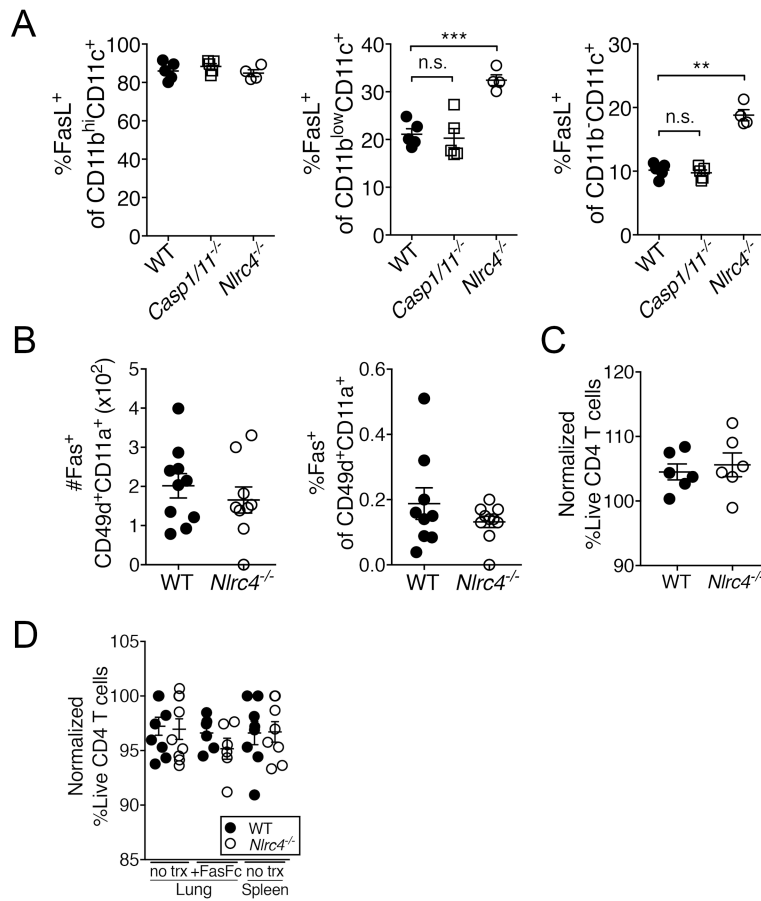 A
%FasL+
of CD11bhiCD11c+
100
80
60
40
20
0
WT
Casp1/11-/-
Nlrc4-/-
%FasL+
of CD11blowCD11c+
40
30
20
10
0
***
n.s.
WT
Casp1/11-/-
Nlrc4-/-
%FasL+
of CD11b-CD11c+
30
20
10
0
**
n.s.
WT
Casp1/11-/-
Nlrc4-/-
B
#Fas+
CD49d+CD11a+ (x10²)
5
4
3
2
1
0
WT
Nlrc4-/-
%Fas+
of CD49d+CD11a+
0.6
0.4
0.2
0.0
WT
Nlrc4-/-
C
Normalized
%Live CD4 T cells
120
110
100
90
WT
Nlrc4-/-
D
Normalized
%Live CD4 T cells
105
100
95
90
85
WT
Nlrc4-/-
no trx +FasFc no trx
Lung Spleen